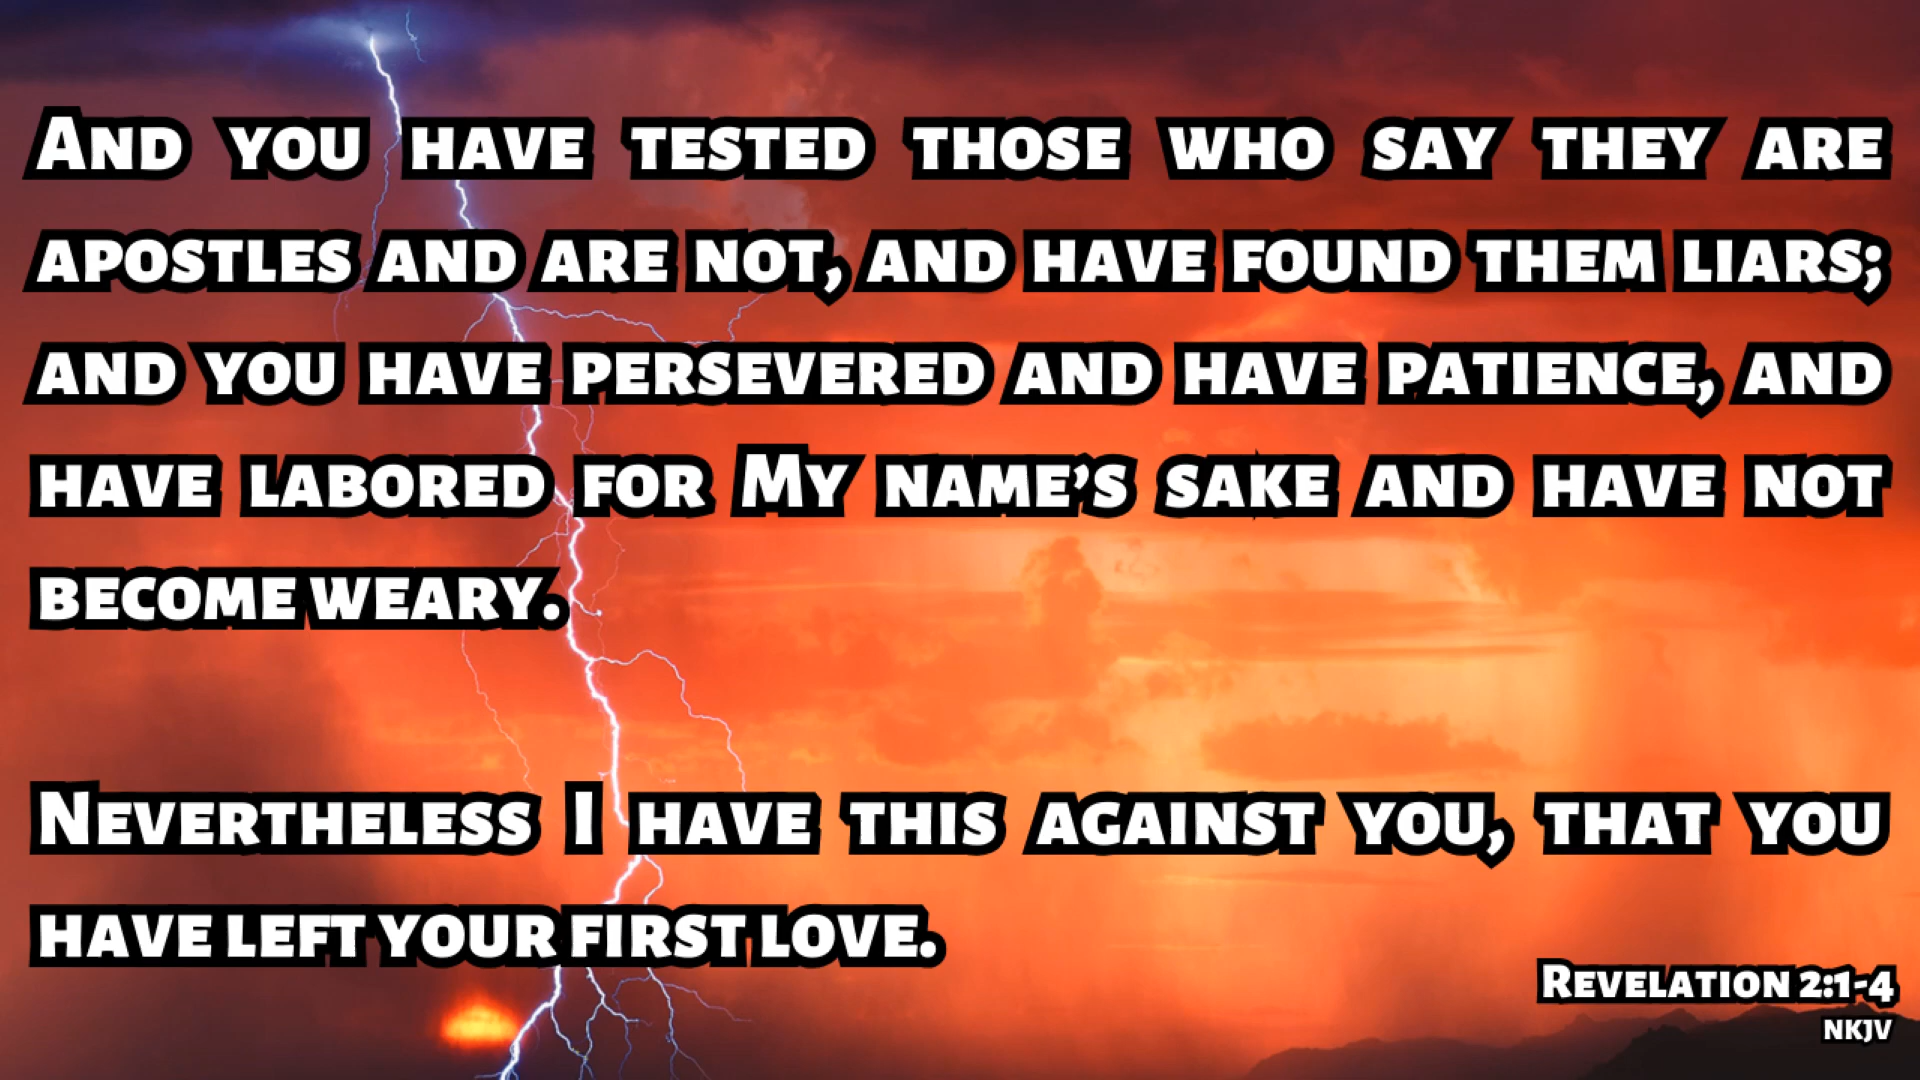 And you have tested those who say they are
apostles and are not, and have found them liars;
and you have persevered and have patience, and
have labored for My name’s sake and have not
become weary.
Nevertheless I have this against you, that you
have left your first love.
Revelation 2:1-4
NKJV